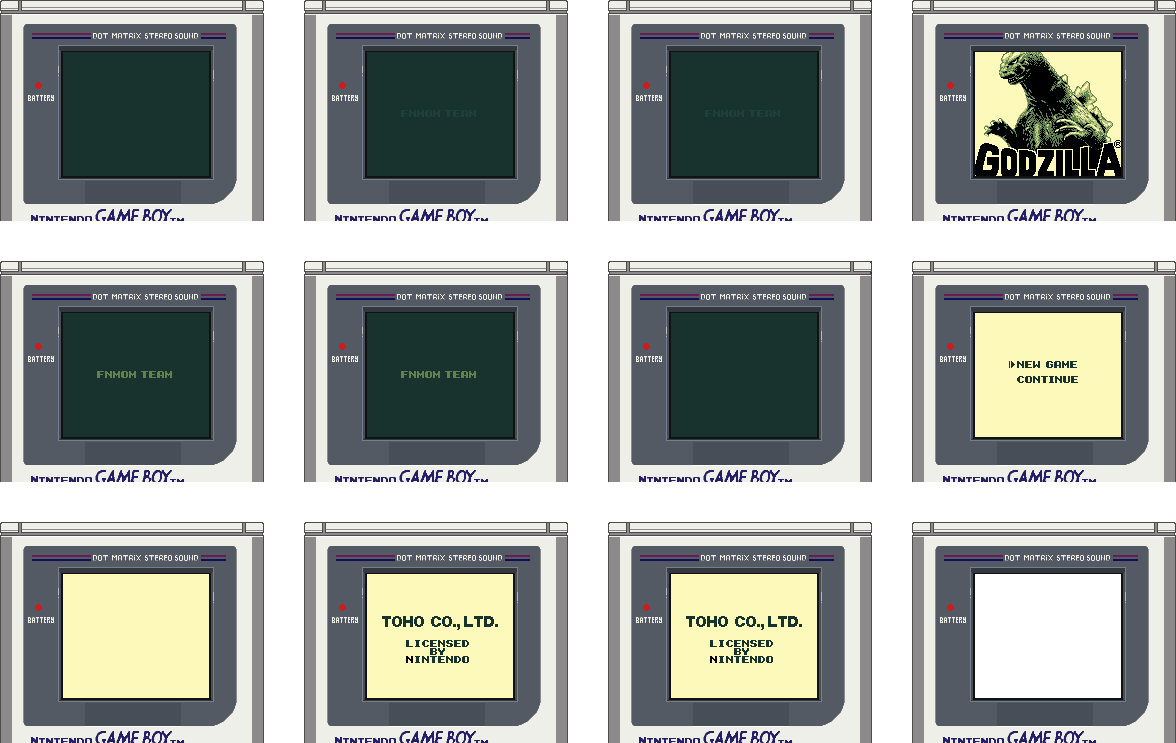 DOT MATRIX STEREO SOUND
BATTERY
NINTENDO GAME BOY TM
DOT MATRIX STEREO SOUND
BATTERY
FNMOM TEAM
NINTENDO GAME BOY TM
DOT MATRIX STEREO SOUND
BATTERY
FNMOM TEAM
NINTENDO GAME BOY TM
DOT MATRIX STEREO SOUND
BATTERY
GODZILLA®
NINTENDO GAME BOY TM
DOT MATRIX STEREO SOUND
BATTERY
FNMOM TEAM
NINTENDO GAME BOY TM
DOT MATRIX STEREO SOUND
BATTERY
FNMOM TEAM
NINTENDO GAME BOY TM
DOT MATRIX STEREO SOUND
BATTERY
NINTENDO GAME BOY TM
DOT MATRIX STEREO SOUND
BATTERY
NEW GAME
CONTINUE
NINTENDO GAME BOY TM
DOT MATRIX STEREO SOUND
BATTERY
NINTENDO GAME BOY TM
DOT MATRIX STEREO SOUND
BATTERY
TOHO CO., LTD.
LICENSED
BY
NINTENDO
NINTENDO GAME BOY TM
DOT MATRIX STEREO SOUND
BATTERY
TOHO CO., LTD.
LICENSED
BY
NINTENDO
NINTENDO GAME BOY TM
DOT MATRIX STEREO SOUND
BATTERY
NINTENDO GAME BOY TM